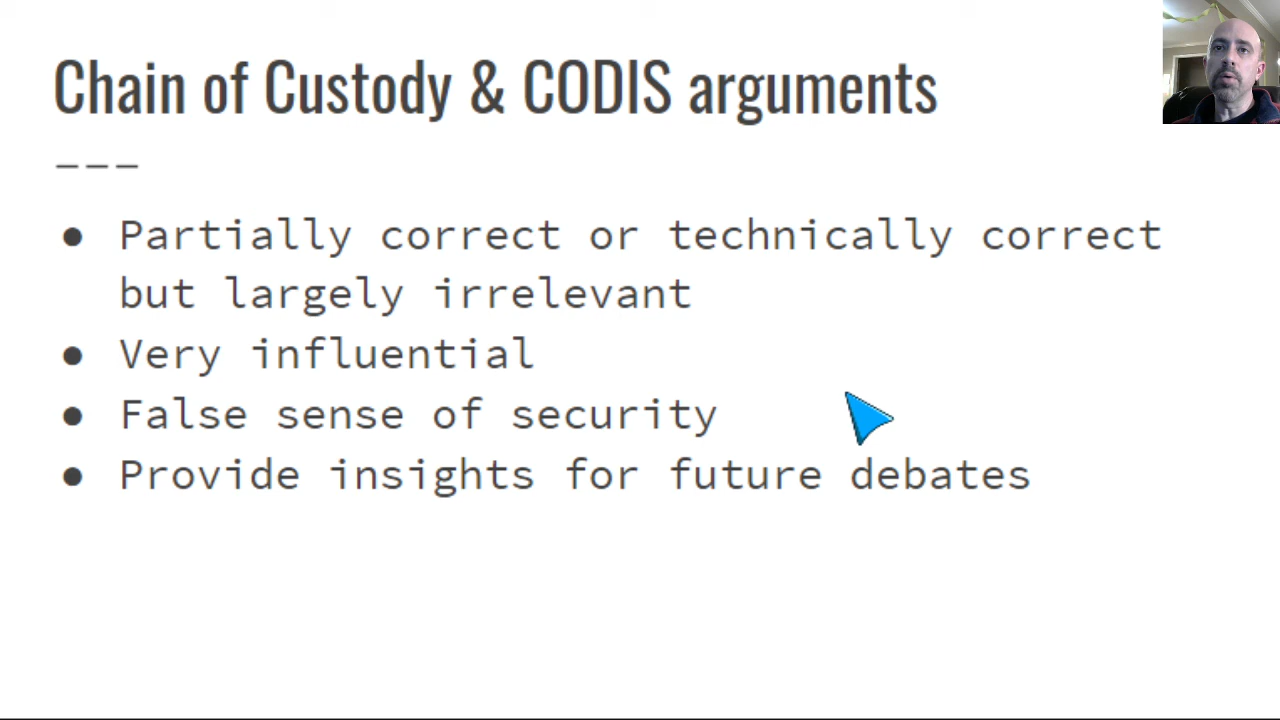 Chain of Custody & CODIS arguments
---
● Partially correct or technically correct
but largely irrelevant
● Very influential
● False sense of security
● Provide insights for future debates